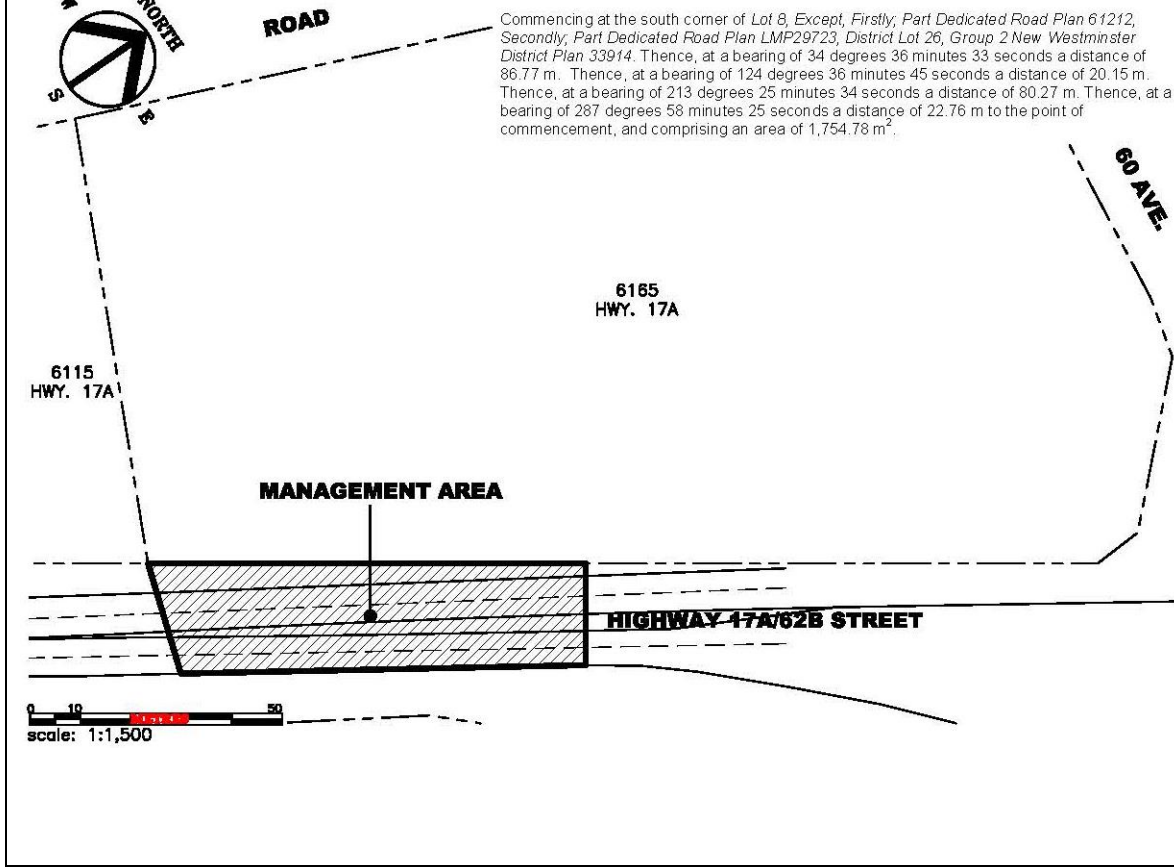 W
NORTH
S
E
ROAD
Commencing at the south corner of Lot 8, Except, Firstly; Part Dedicated Road Plan 61212,
Secondly; Part Dedicated Road Plan LMP29723, District Lot 26, Group 2 New Westminster
District Plan 33914. Thence, at a bearing of 34 degrees 36 minutes 33 seconds a distance of
86.77 m. Thence, at a bearing of 124 degrees 36 minutes 45 seconds a distance of 20.15 m.
Thence, at a bearing of 213 degrees 25 minutes 34 seconds a distance of 80.27 m. Thence, at a
bearing of 287 degrees 58 minutes 25 seconds a distance of 22.76 m to the point of
commencement, and comprising an area of 1,754.78 m².
60 AVE.
6165
HWY. 17A
6115
HWY. 17A
MANAGEMENT AREA
HIGHWAY 17A/62B STREET
0 10 50
scale: 1:1,500